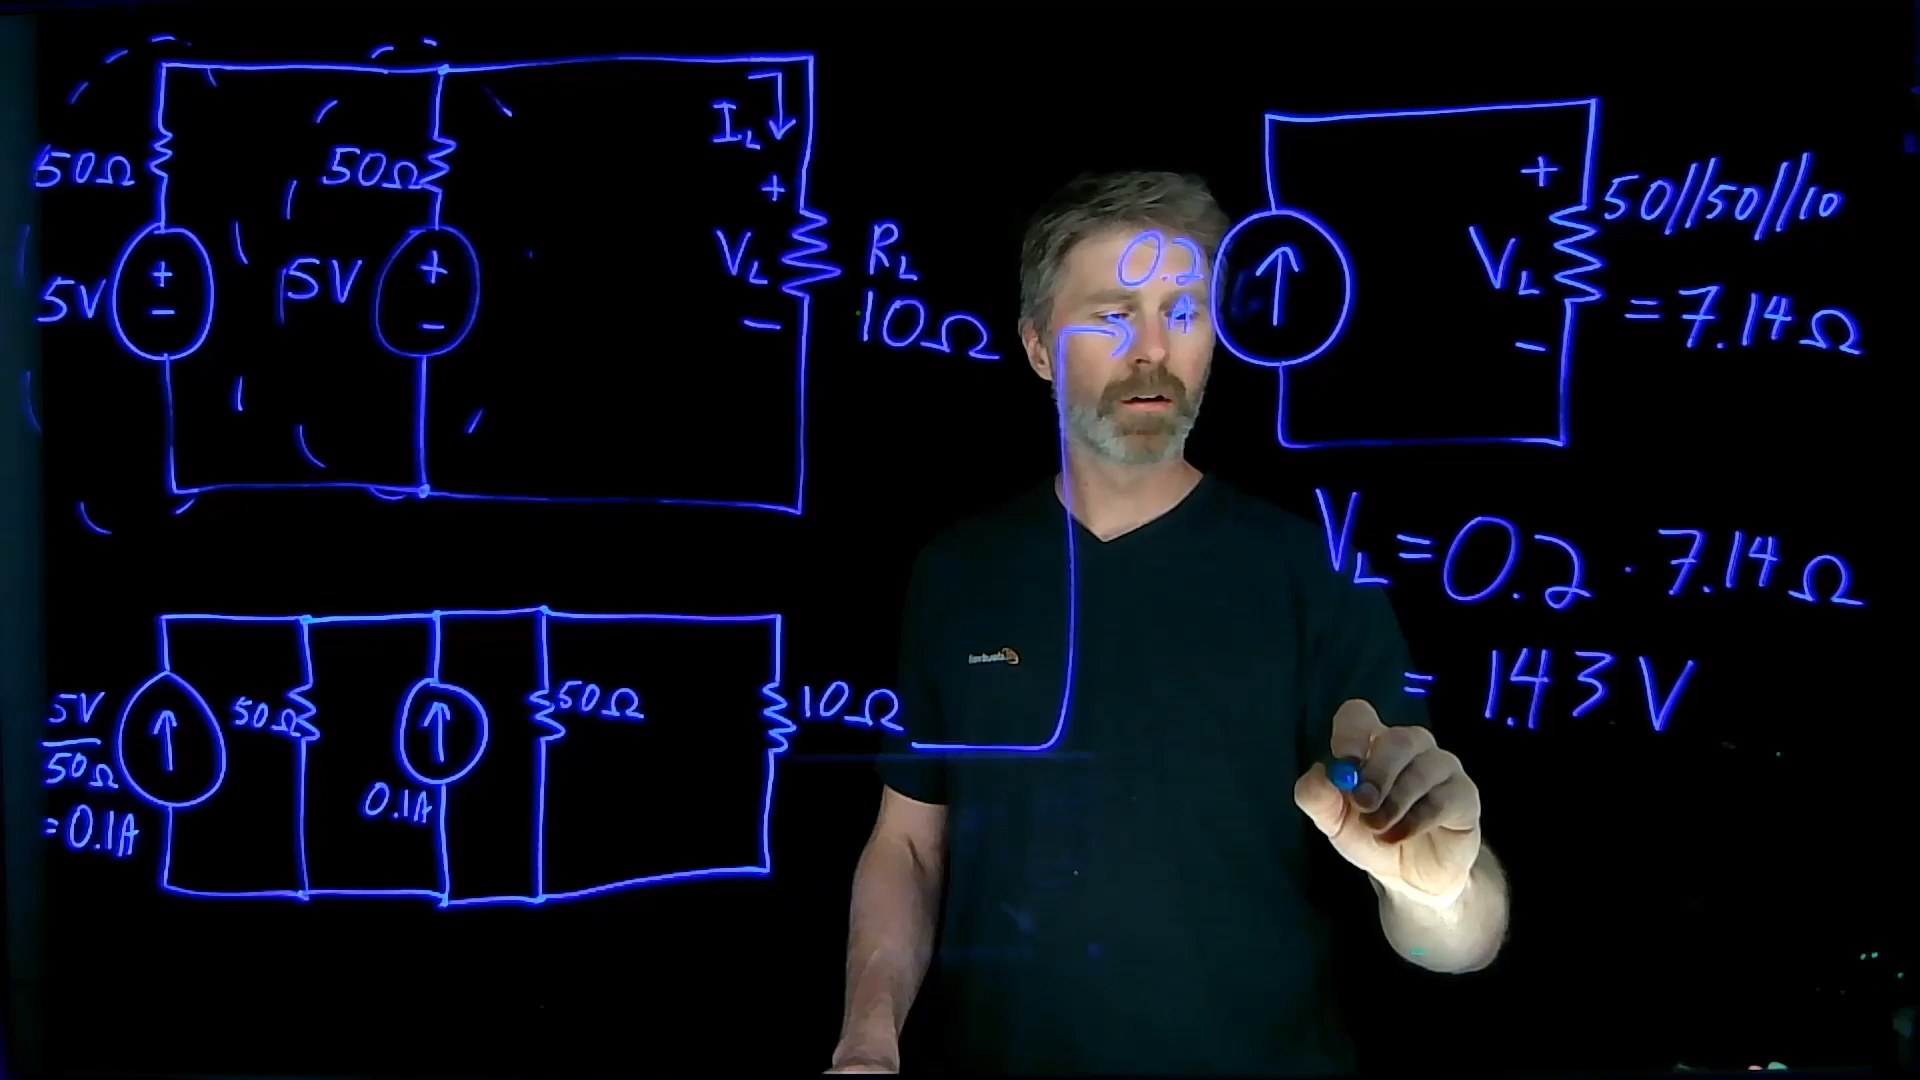 50Ω
5V
+
−
50Ω
5V
+
−
I_L
+
V_L
−
R_L
10Ω
5V
50Ω
= 0.1A
50Ω
0.1A
50Ω
10Ω
0.2
A
+
V_L
−
50//50//10
= 7.14Ω
V_L = 0.2 · 7.14Ω
= 1.43 V